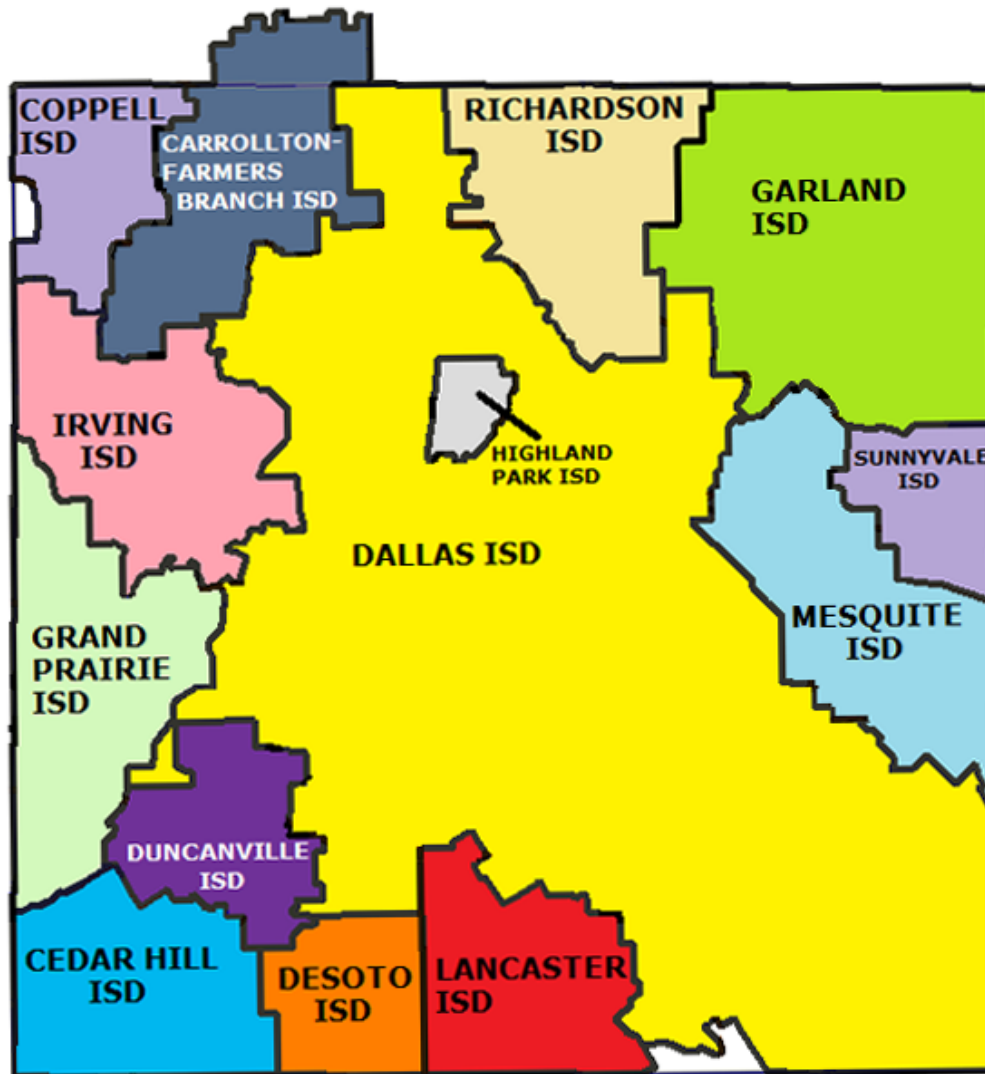 COPPELL
ISD
CARROLLTON-
FARMERS
BRANCH ISD
RICHARDSON
ISD
GARLAND
ISD
IRVING
ISD
HIGHLAND
PARK ISD
SUNNYVALE
ISD
DALLAS ISD
MESQUITE
ISD
GRAND
PRAIRIE
ISD
DUNCANVILLE
ISD
CEDAR HILL
ISD
DESOTO
ISD
LANCASTER
ISD